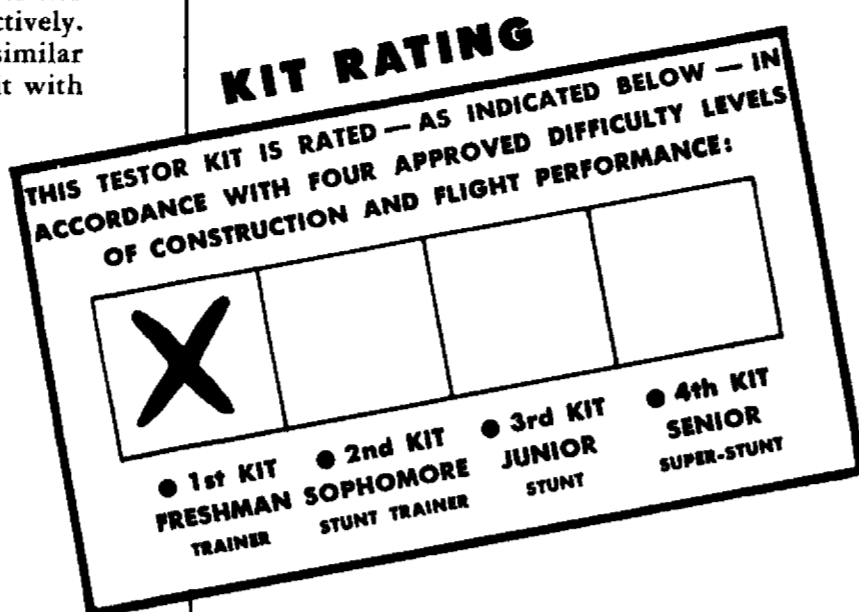 ctively.
similar
it with
KIT RATING
THIS TESTOR KIT IS RATED — AS INDICATED BELOW — IN
ACCORDANCE WITH FOUR APPROVED DIFFICULTY LEVELS
OF CONSTRUCTION AND FLIGHT PERFORMANCE:
X
● 1st KIT
FRESHMAN
TRAINER
● 2nd KIT
SOPHOMORE
STUNT TRAINER
● 3rd KIT
JUNIOR
STUNT
● 4th KIT
SENIOR
SUPER-STUNT